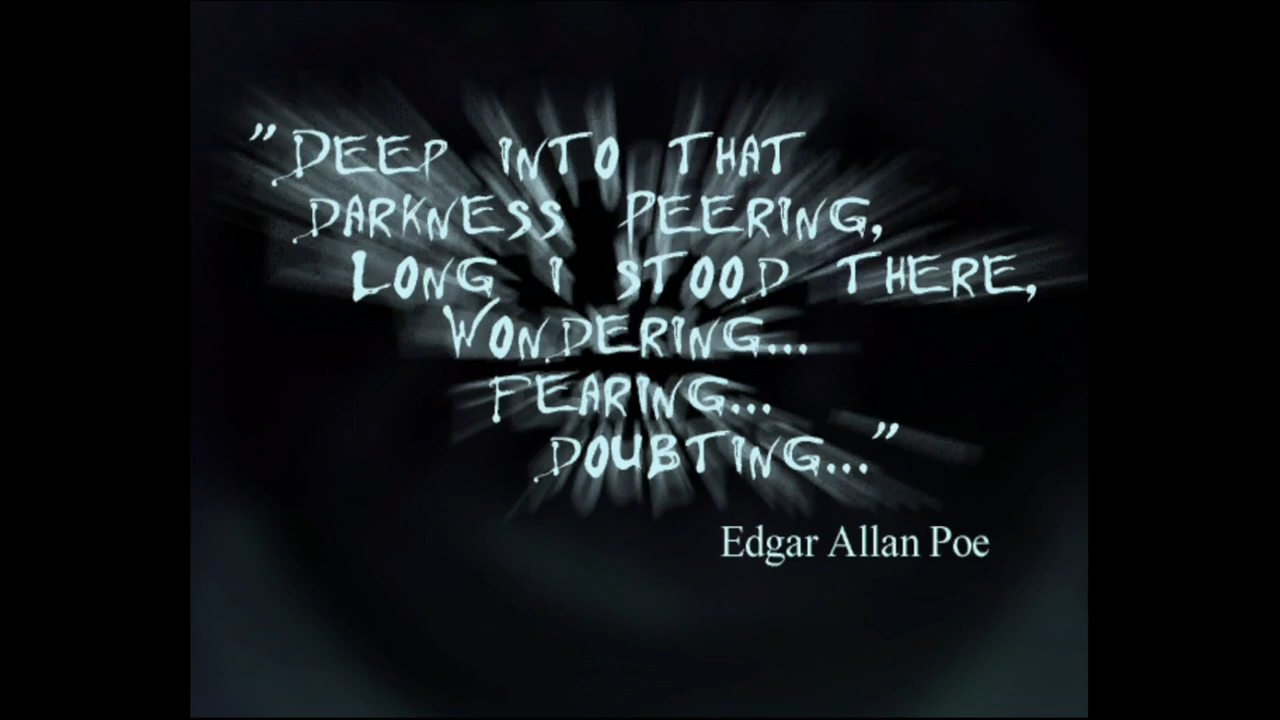 "DEEP INTO THAT
DARKNESS PEERING,
LONG I STOOD THERE,
WONDERING...
FEARING...
DOUBTING..."
Edgar Allan Poe